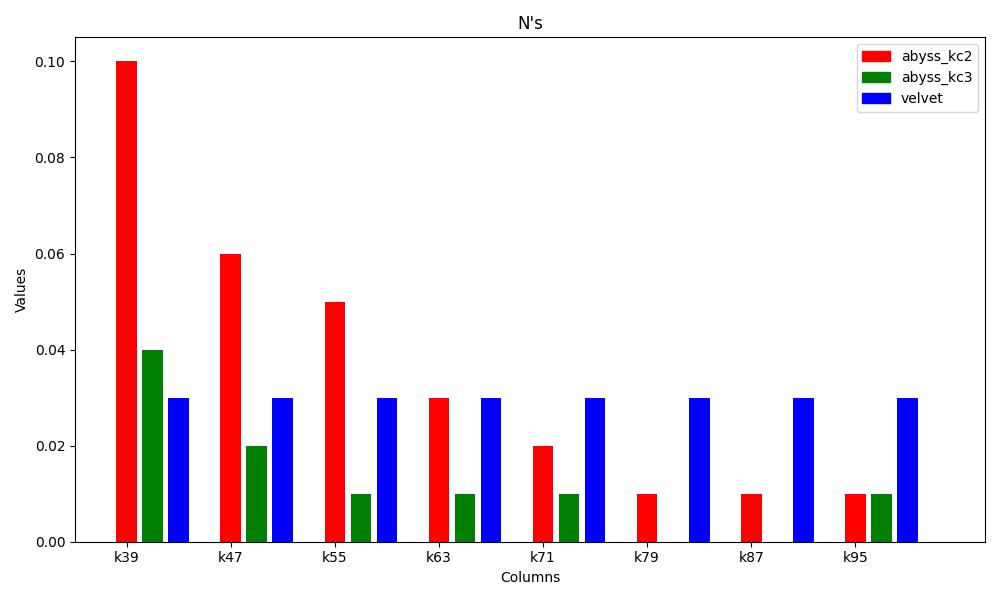 N's
abyss_kc2
abyss_kc3
velvet
0.10
0.08
0.06
0.04
0.02
0.00
Values
k39 k47 k55 k63 k71 k79 k87 k95
Columns